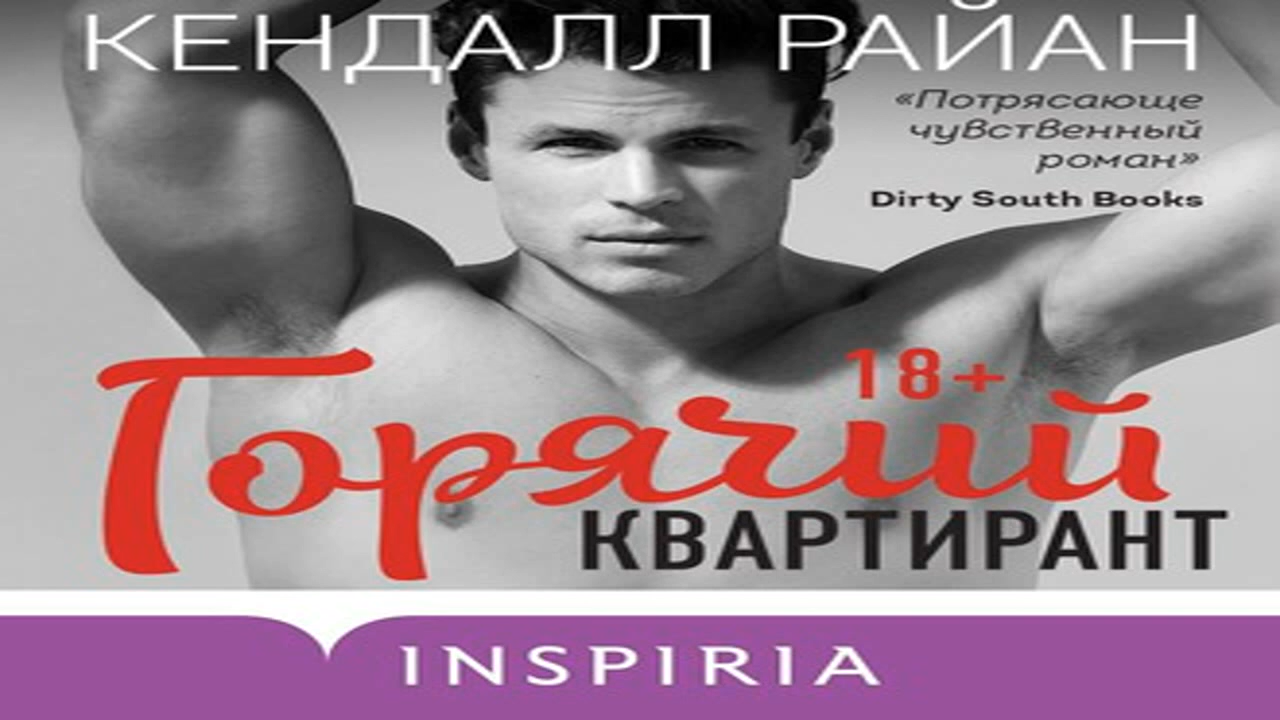 КЕНДАЛЛ РАЙАН
«Потрясающе
чувственный
роман»
Dirty South Books
18+
Горячий
КВАРТИРАНТ
INSPIRIA